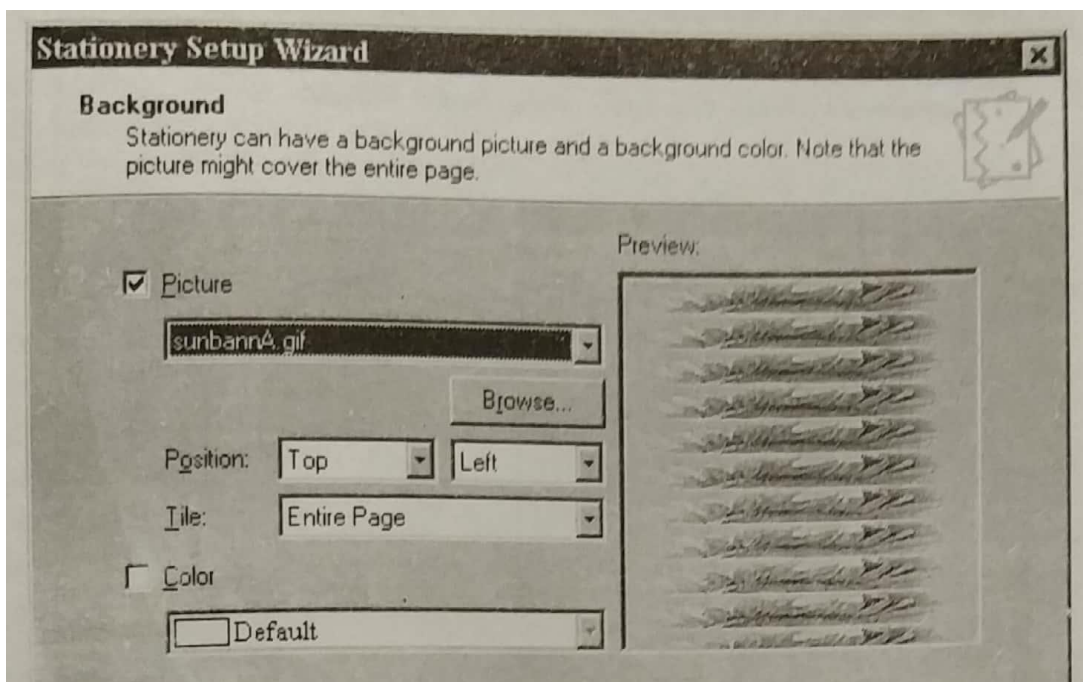 Stationery Setup Wizard
Background
Stationery can have a background picture and a background color. Note that the
picture might cover the entire page.
Preview:
Picture
sunbannA.gif
Browse...
Position: Top Left
Tile: Entire Page
Color
Default